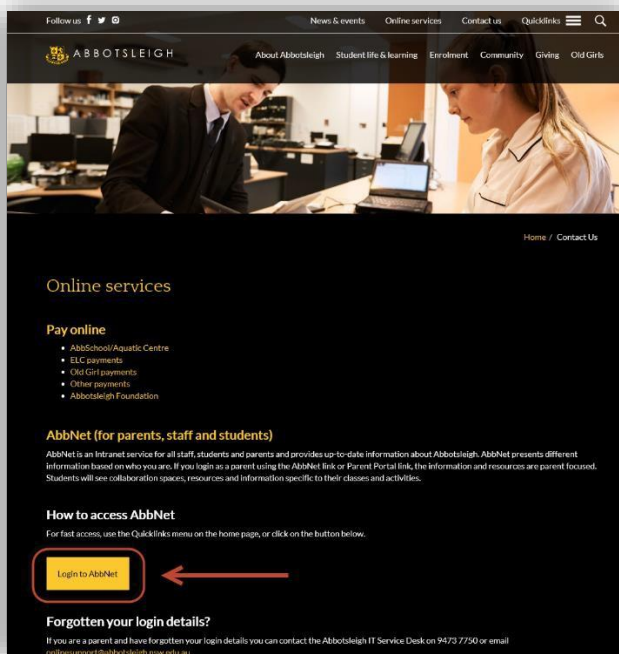 Follow us
News & events Online services Contact us Quicklinks
ABBOTSLEIGH
About Abbotsleigh Student life & learning Enrolment Community Giving Old Girls
Home / Contact Us
Online services
Pay online
AbbSchool/Aquatic Centre
ELC payments
Old Girl payments
Other payments
Abbotsleigh Foundation
AbbNet (for parents, staff and students)
AbbNet is an Intranet service for all staff, students and parents and provides up-to-date information about Abbotsleigh. AbbNet presents different
information based on who you are. If you login as a parent using the AbbNet link or Parent Portal link, the information and resources are parent focused.
Students will see collaboration spaces, resources and information specific to their classes and activities.
How to access AbbNet
For fast access, use the Quicklinks menu on the home page, or click on the button below.
Login to AbbNet
Forgotten your login details?
If you are a parent and have forgotten your login details you can contact the Abbotsleigh IT Service Desk on 9473 7750 or email
onlinesupport@abbotsleigh.nsw.edu.au